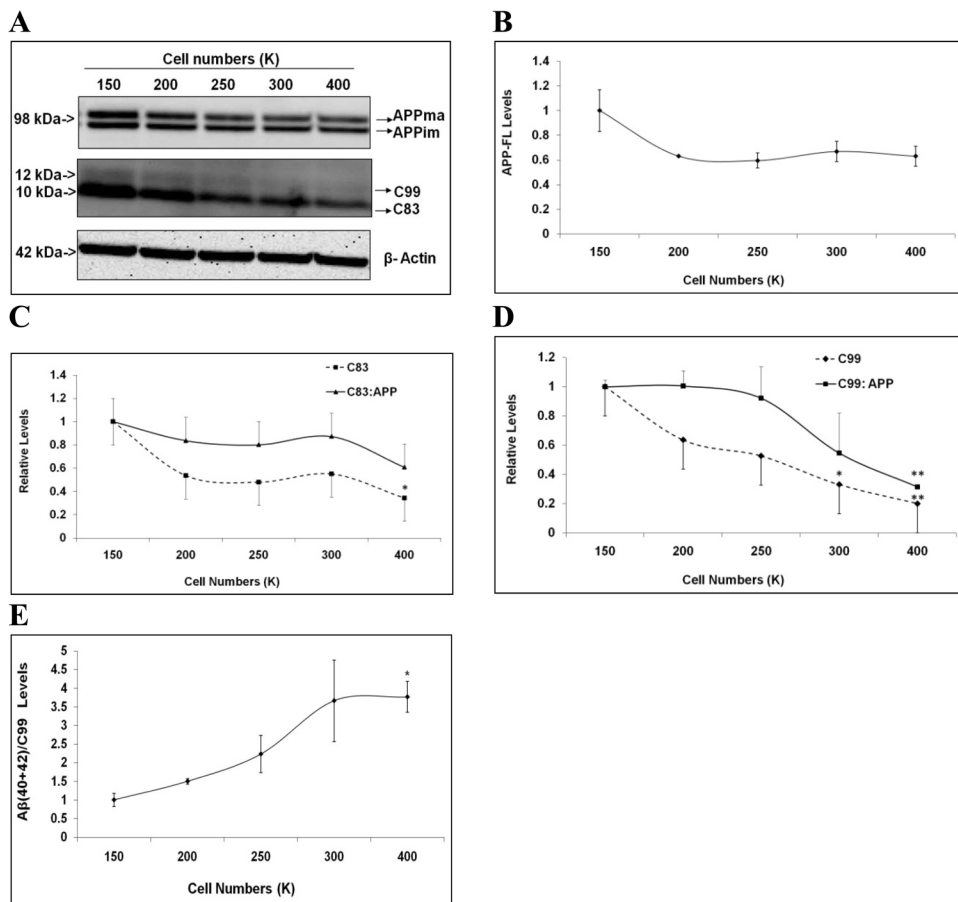 A
Cell numbers (K)
150 200 250 300 400
98 kDa->
APPma
APPim
12 kDa->
10 kDa->
C99
C83
42 kDa->
β- Actin
B
APP-FL Levels
1.4
1.2
1
0.8
0.6
0.4
0.2
0
150 200 250 300 400
Cell Numbers (K)
C
Relative Levels
C83
C83:APP
1.4
1.2
1
0.8
0.6
0.4
0.2
0
*
150 200 250 300 400
Cell Numbers (K)
D
Relative Levels
C99
C99: APP
1.2
1
0.8
0.6
0.4
0.2
0
*
**
**
150 200 250 300 400
Cell Numbers (K)
E
Aβ(40+42)/C99 Levels
5
4.5
4
3.5
3
2.5
2
1.5
1
0.5
0
*
150 200 250 300 400
Cell Numbers (K)